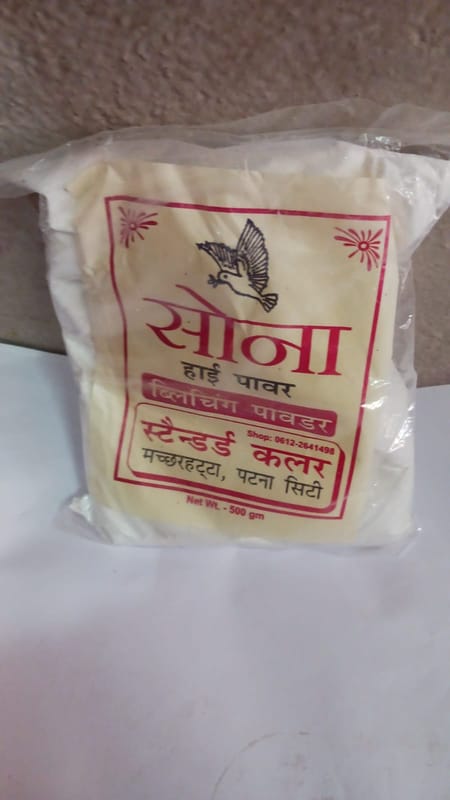 सोना
हाई पावर
ब्लिचिंग पावडर
Shop: 0612-2641498
स्टैन्डर्ड कलर
मच्छरहट्टा, पटना सिटी
Net Wt. - 500 gm